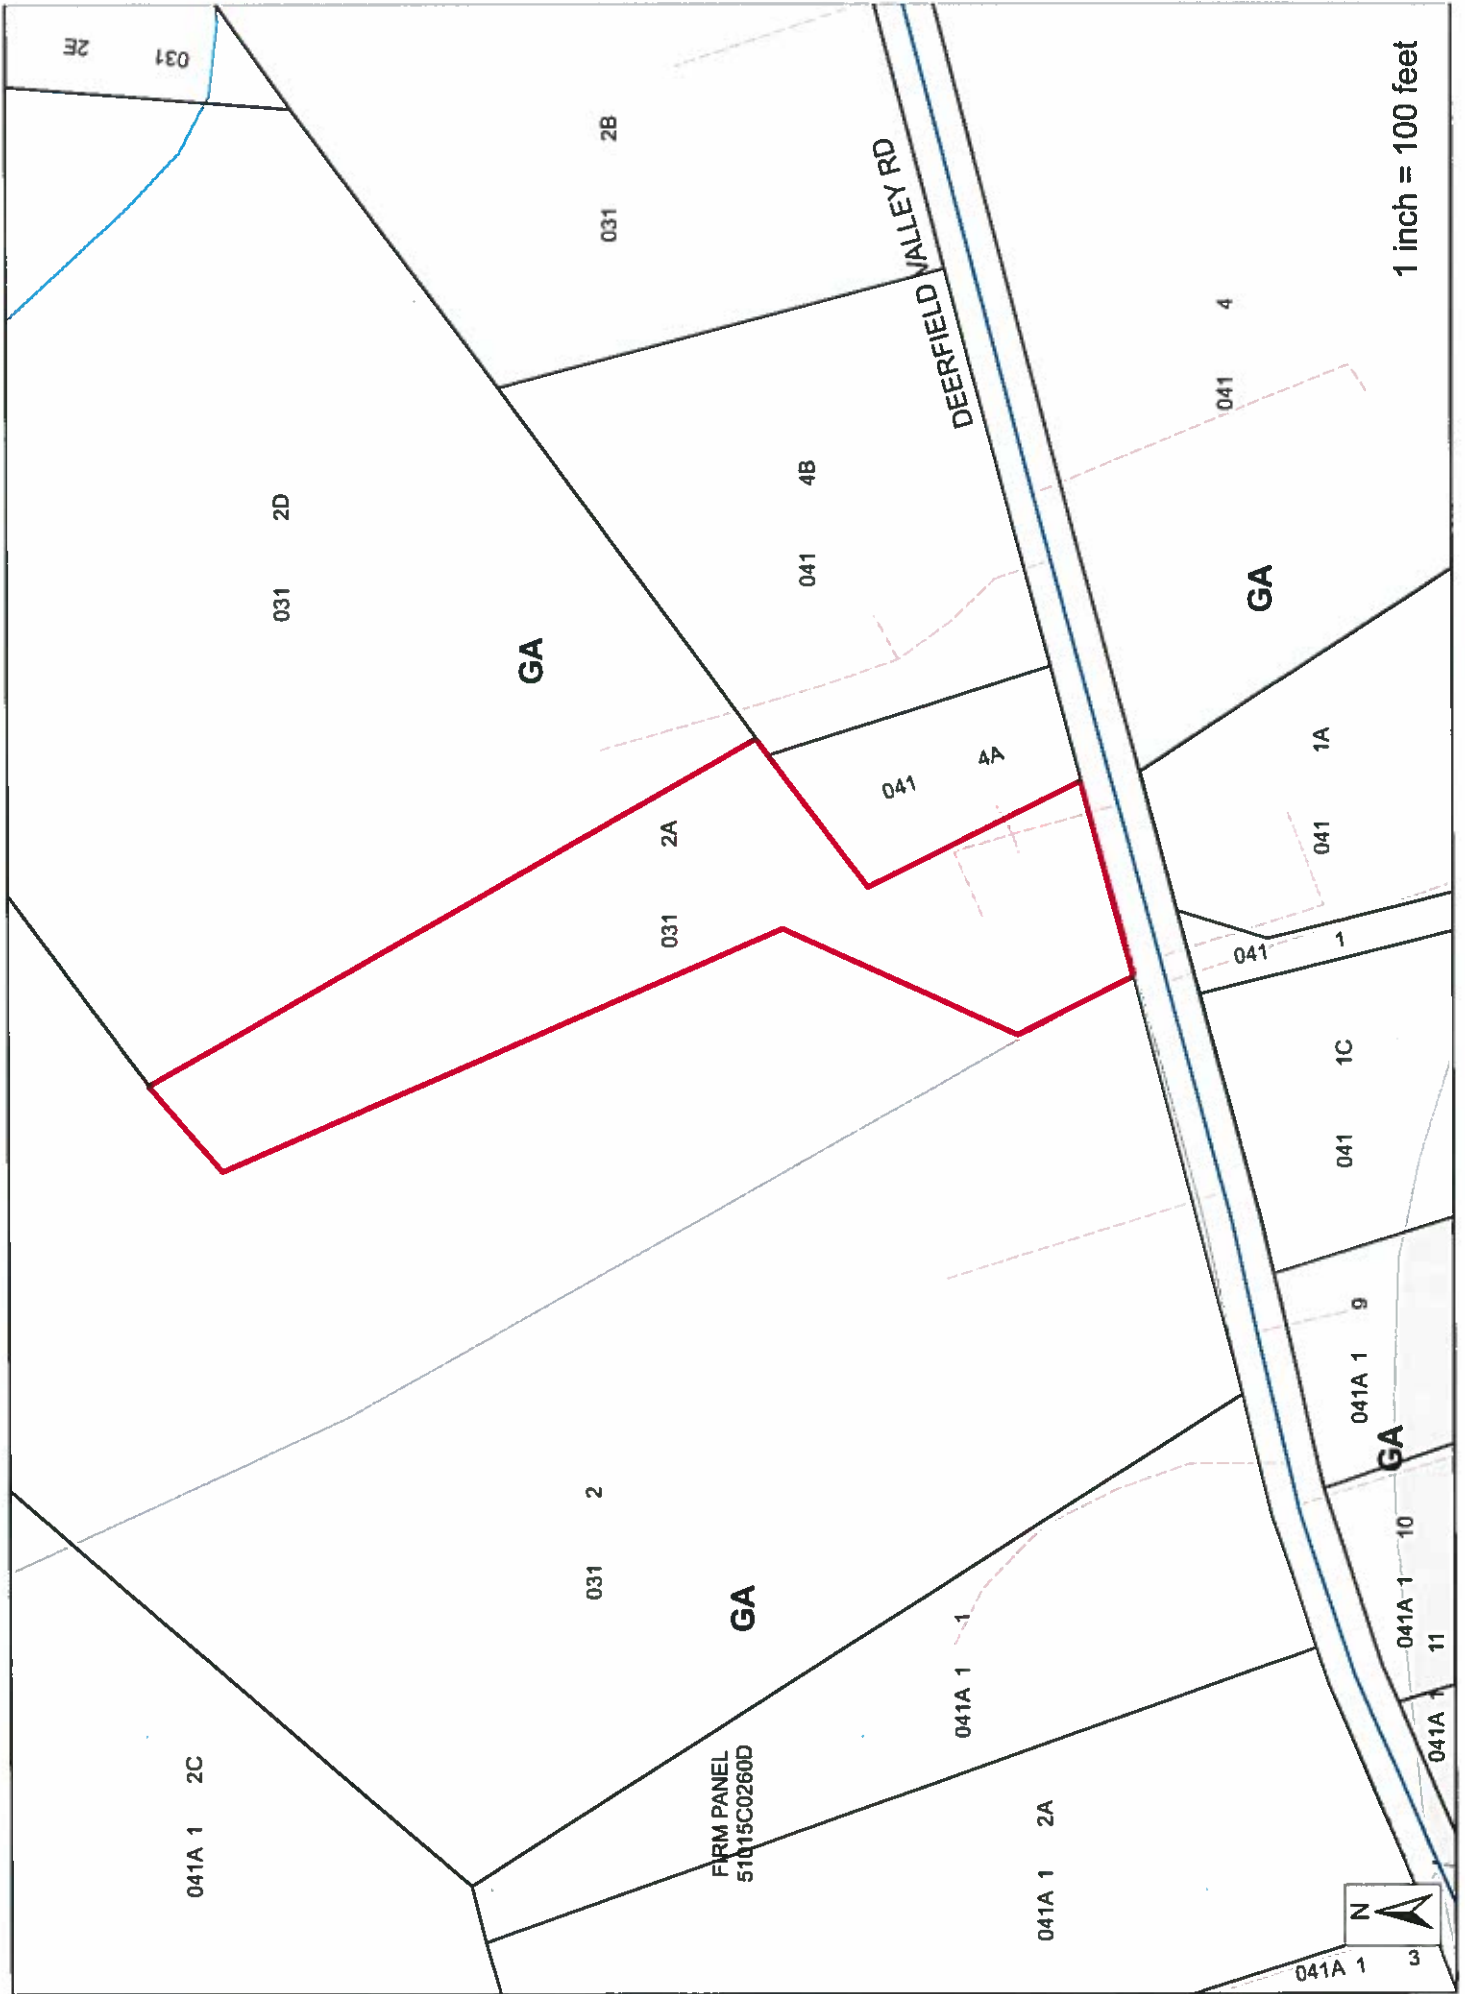 031 2E
041A 1 2C
031 2D
GA
031 2
031 2B
031 2A
FIRM PANEL
51015C0260D
GA
041 4B
041 4A
DEERFIELD VALLEY RD
041A 1 1
041A 1 2A
041 4
GA
041 1
041 1A
041 1C
041A 1 9
GA
041A 1 10
041A 1 11
N
041A 1 3
1 inch = 100 feet